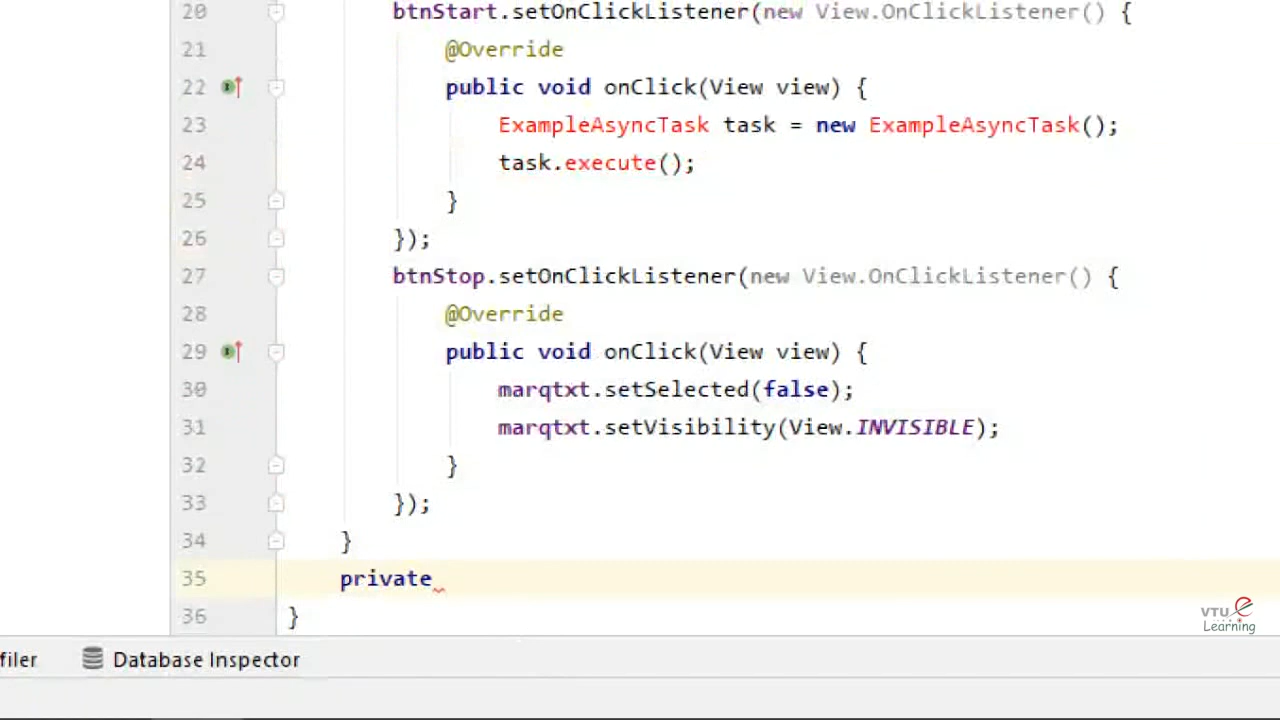 20 btnStart.setOnClickListener(new View.OnClickListener() {
21 @Override
22 public void onClick(View view) {
23 ExampleAsyncTask task = new ExampleAsyncTask();
24 task.execute();
25 }
26 });
27 btnStop.setOnClickListener(new View.OnClickListener() {
28 @Override
29 public void onClick(View view) {
30 marqtxt.setSelected(false);
31 marqtxt.setVisibility(View.INVISIBLE);
32 }
33 });
34 }
35 private
36 }
VTU
Learning
filer Database Inspector